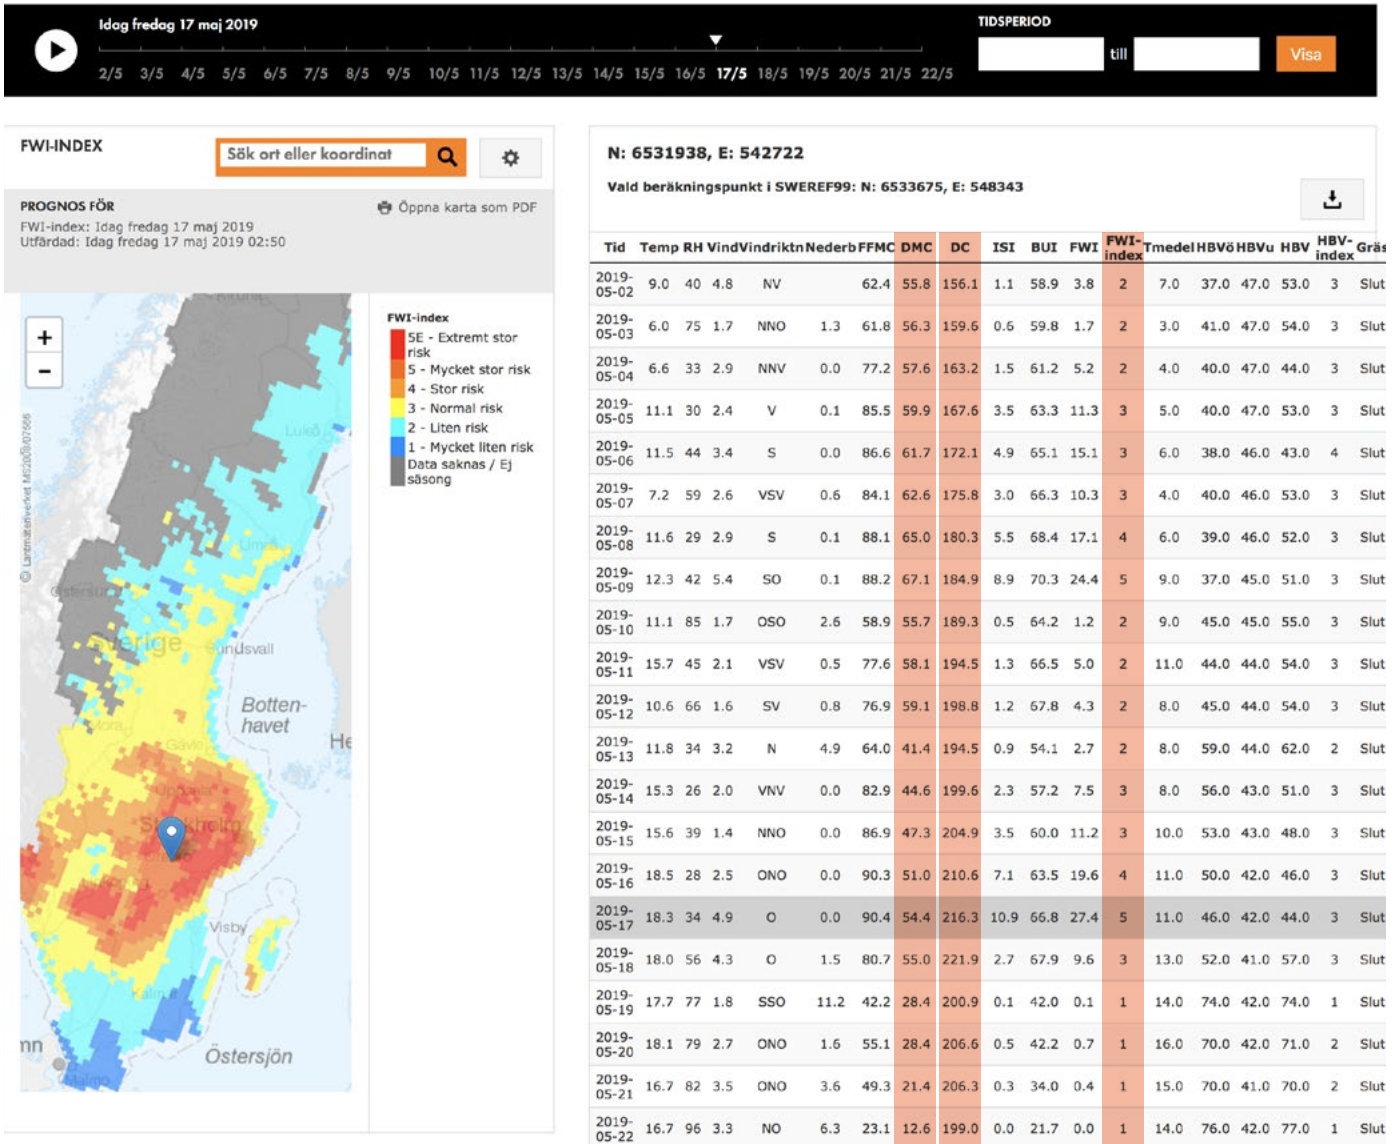 Idag fredag 17 maj 2019
TIDSPERIOD
till
Visa
2/5 3/5 4/5 5/5 6/5 7/5 8/5 9/5 10/5 11/5 12/5 13/5 14/5 15/5 16/5 17/5 18/5 19/5 20/5 21/5 22/5
FWI-INDEX
Sök ort eller koordinat
PROGNOS FÖR
Öppna karta som PDF
FWI-index: Idag fredag 17 maj 2019
Utfärdad: Idag fredag 17 maj 2019 02:50
+
−
FWI-index
5E - Extremt stor
risk
5 - Mycket stor risk
4 - Stor risk
3 - Normal risk
2 - Liten risk
1 - Mycket liten risk
Data saknas / Ej
säsong
Kiruna
Luleå
Östersund
Sverige
Sundsvall
Botten-
havet
He
Mora
Gävle
Uppsala
Stockholm
Visby
Kalmar
Östersjön
Malmö
© Lantmäteriverket MS2009/07666
N: 6531938, E: 542722
Vald beräkningspunkt i SWEREF99: N: 6533675, E: 548343
Tid Temp RH Vind Vindriktn Nederb FFMC DMC DC ISI BUI FWI FWI-index Tmedel HBVö HBVu HBV HBV-index Gräs
2019-05-02 9.0 40 4.8 NV 62.4 55.8 156.1 1.1 58.9 3.8 2 7.0 37.0 47.0 53.0 3 Slut
2019-05-03 6.0 75 1.7 NNO 1.3 61.8 56.3 159.6 0.6 59.8 1.7 2 3.0 41.0 47.0 54.0 3 Slut
2019-05-04 6.6 33 2.9 NNV 0.0 77.2 57.6 163.2 1.5 61.2 5.2 2 4.0 40.0 47.0 44.0 3 Slut
2019-05-05 11.1 30 2.4 V 0.1 85.5 59.9 167.6 3.5 63.3 11.3 3 5.0 40.0 47.0 53.0 3 Slut
2019-05-06 11.5 44 3.4 S 0.0 86.6 61.7 172.1 4.9 65.1 15.1 3 6.0 38.0 46.0 43.0 4 Slut
2019-05-07 7.2 59 2.6 VSV 0.6 84.1 62.6 175.8 3.0 66.3 10.3 3 4.0 40.0 46.0 53.0 3 Slut
2019-05-08 11.6 29 2.9 S 0.1 88.1 65.0 180.3 5.5 68.4 17.1 4 6.0 39.0 46.0 52.0 3 Slut
2019-05-09 12.3 42 5.4 SO 0.1 88.2 67.1 184.9 8.9 70.3 24.4 5 9.0 37.0 45.0 51.0 3 Slut
2019-05-10 11.1 85 1.7 OSO 2.6 58.9 55.7 189.3 0.5 64.2 1.2 2 9.0 45.0 45.0 55.0 3 Slut
2019-05-11 15.7 45 2.1 VSV 0.5 77.6 58.1 194.5 1.3 66.5 5.0 2 11.0 44.0 44.0 54.0 3 Slut
2019-05-12 10.6 66 1.6 SV 0.8 76.9 59.1 198.8 1.2 67.8 4.3 2 8.0 45.0 44.0 54.0 3 Slut
2019-05-13 11.8 34 3.2 N 4.9 64.0 41.4 194.5 0.9 54.1 2.7 2 8.0 59.0 44.0 62.0 2 Slut
2019-05-14 15.3 26 2.0 VNV 0.0 82.9 44.6 199.6 2.3 57.2 7.5 3 8.0 56.0 43.0 51.0 3 Slut
2019-05-15 15.6 39 1.4 NNO 0.0 86.9 47.3 204.9 3.5 60.0 11.2 3 10.0 53.0 43.0 48.0 3 Slut
2019-05-16 18.5 28 2.5 ONO 0.0 90.3 51.0 210.6 7.1 63.5 19.6 4 11.0 50.0 42.0 46.0 3 Slut
2019-05-17 18.3 34 4.9 O 0.0 90.4 54.4 216.3 10.9 66.8 27.4 5 11.0 46.0 42.0 44.0 3 Slut
2019-05-18 18.0 56 4.3 O 1.5 80.7 55.0 221.9 2.7 67.9 9.6 3 13.0 52.0 41.0 57.0 3 Slut
2019-05-19 17.7 77 1.8 SSO 11.2 42.2 28.4 200.9 0.1 42.0 0.1 1 14.0 74.0 42.0 74.0 1 Slut
2019-05-20 18.1 79 2.7 ONO 1.6 55.1 28.4 206.6 0.5 42.2 0.7 1 16.0 70.0 42.0 71.0 2 Slut
2019-05-21 16.7 82 3.5 ONO 3.6 49.3 21.4 206.3 0.3 34.0 0.4 1 15.0 70.0 41.0 70.0 2 Slut
2019-05-22 16.7 96 3.3 NO 6.3 23.1 12.6 199.0 0.0 21.7 0.0 1 14.0 76.0 42.0 77.0 1 Slut